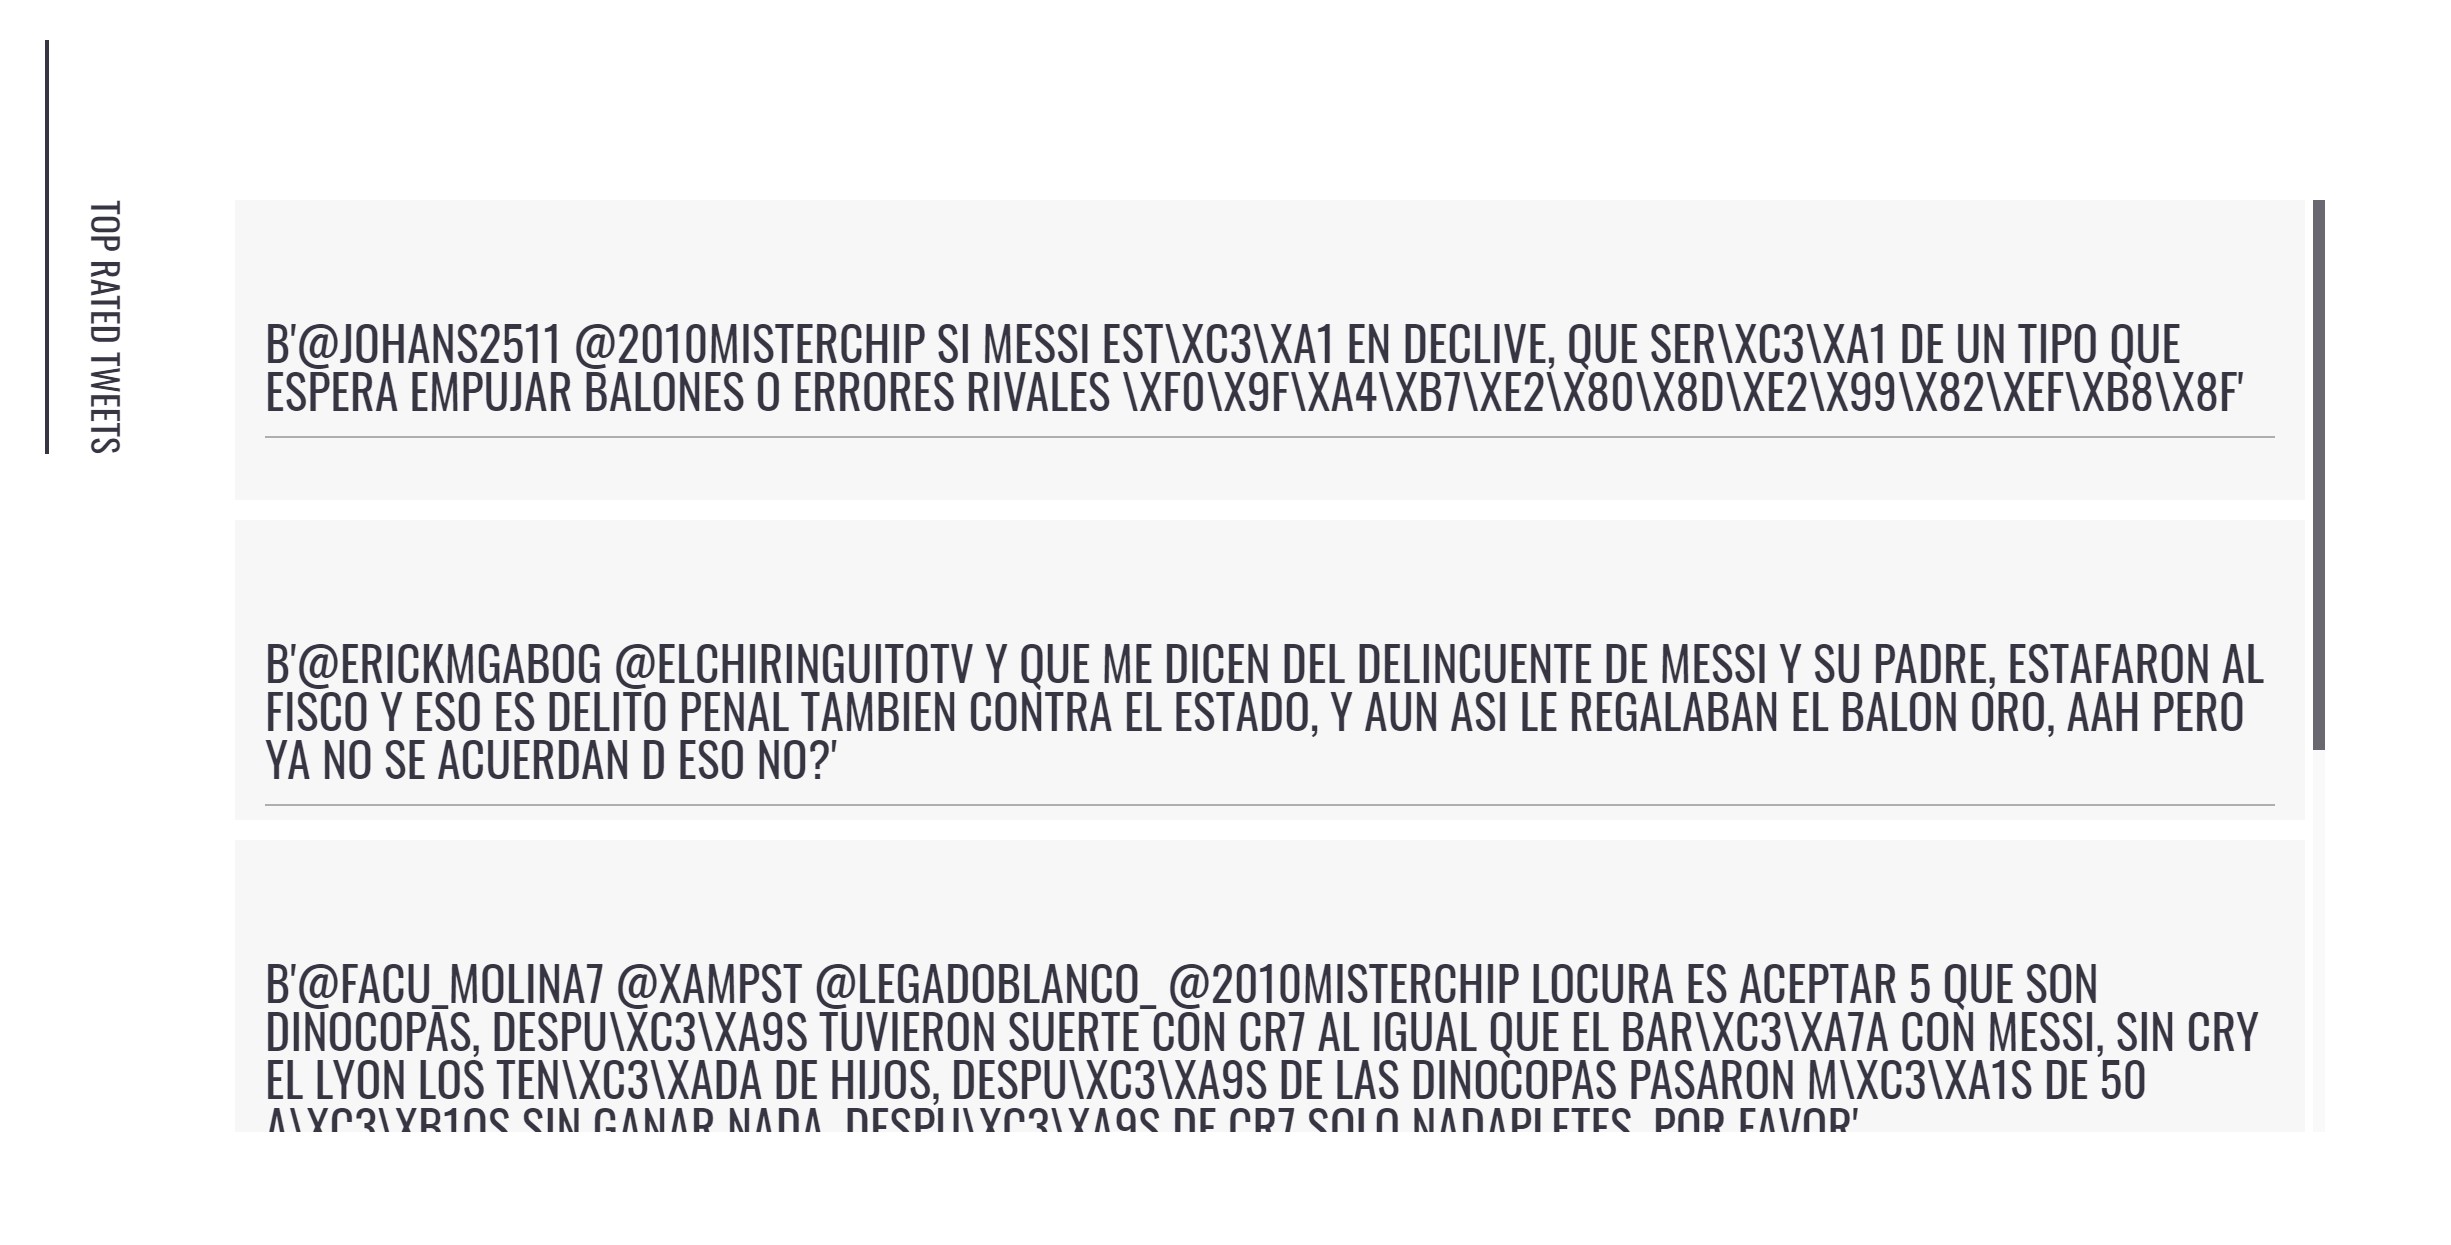 TOP RATED TWEETS
B'@JOHANS2511 @2010MISTERCHIP SI MESSI EST\XC3\XA1 EN DECLIVE, QUE SER\XC3\XA1 DE UN TIPO QUE
ESPERA EMPUJAR BALONES O ERRORES RIVALES \XF0\X9F\XA4\XB7\XE2\X80\X8D\XE2\X99\X82\XEF\XB8\X8F'
B'@ERICKMGABOG @ELCHIRINGUITOTV Y QUE ME DICEN DEL DELINCUENTE DE MESSI Y SU PADRE, ESTAFARON AL
FISCO Y ESO ES DELITO PENAL TAMBIEN CONTRA EL ESTADO, Y AUN ASI LE REGALABAN EL BALON ORO, AAH PERO
YA NO SE ACUERDAN D ESO NO?'
B'@FACU_MOLINA7 @XAMPST @LEGADOBLANCO_ @2010MISTERCHIP LOCURA ES ACEPTAR 5 QUE SON
DINOCOPAS, DESPU\XC3\XA9S TUVIERON SUERTE CON CR7 AL IGUAL QUE EL BAR\XC3\XA7A CON MESSI, SIN CRY
EL LYON LOS TEN\XC3\XADA DE HIJOS, DESPU\XC3\XA9S DE LAS DINOCOPAS PASARON M\XC3\XA1S DE 50
A\XC3\XB1OS SIN GANAR NADA, DESPU\XC3\XA9S DE CR7 SOLO NADAPLETES, POR FAVOR'